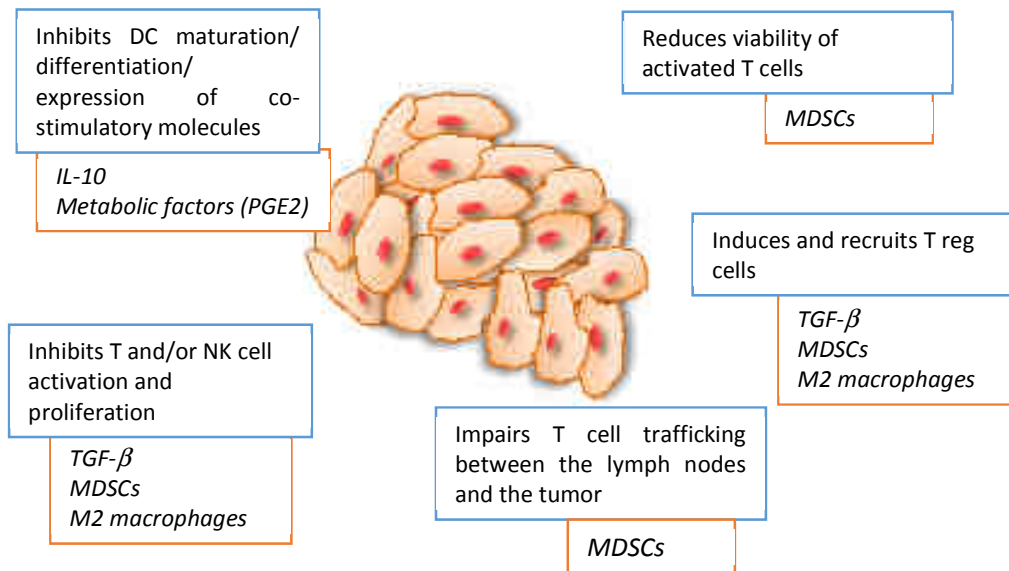 Inhibits DC maturation/
differentiation/
expression of co-
stimulatory molecules
IL-10
Metabolic factors (PGE2)
Reduces viability of
activated T cells
MDSCs
Induces and recruits T reg
cells
TGF-β
MDSCs
M2 macrophages
Inhibits T and/or NK cell
activation and
proliferation
TGF-β
MDSCs
M2 macrophages
Impairs T cell trafficking
between the lymph nodes
and the tumor
MDSCs